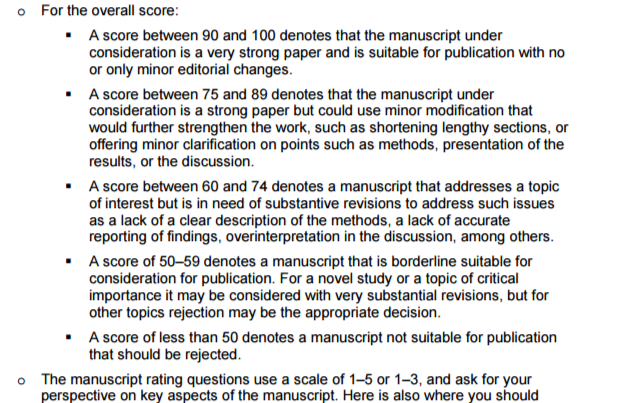 o For the overall score:
▪ A score between 90 and 100 denotes that the manuscript under
consideration is a very strong paper and is suitable for publication with no
or only minor editorial changes.
▪ A score between 75 and 89 denotes that the manuscript under
consideration is a strong paper but could use minor modification that
would further strengthen the work, such as shortening lengthy sections, or
offering minor clarification on points such as methods, presentation of the
results, or the discussion.
▪ A score between 60 and 74 denotes a manuscript that addresses a topic
of interest but is in need of substantive revisions to address such issues
as a lack of a clear description of the methods, a lack of accurate
reporting of findings, overinterpretation in the discussion, among others.
▪ A score of 50–59 denotes a manuscript that is borderline suitable for
consideration for publication. For a novel study or a topic of critical
importance it may be considered with very substantial revisions, but for
other topics rejection may be the appropriate decision.
▪ A score of less than 50 denotes a manuscript not suitable for publication
that should be rejected.
o The manuscript rating questions use a scale of 1–5 or 1–3, and ask for your
perspective on key aspects of the manuscript. Here is also where you should